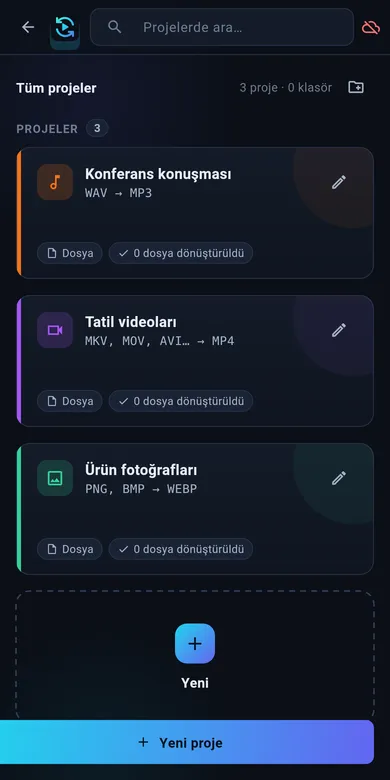 Projelerde ara…
Tüm projeler
3 proje · 0 klasör
PROJELER 3
Konferans konuşması
WAV → MP3
Dosya
0 dosya dönüştürüldü
Tatil videoları
MKV, MOV, AVI… → MP4
Dosya
0 dosya dönüştürüldü
Ürün fotoğrafları
PNG, BMP → WEBP
Dosya
0 dosya dönüştürüldü
Yeni
Yeni proje